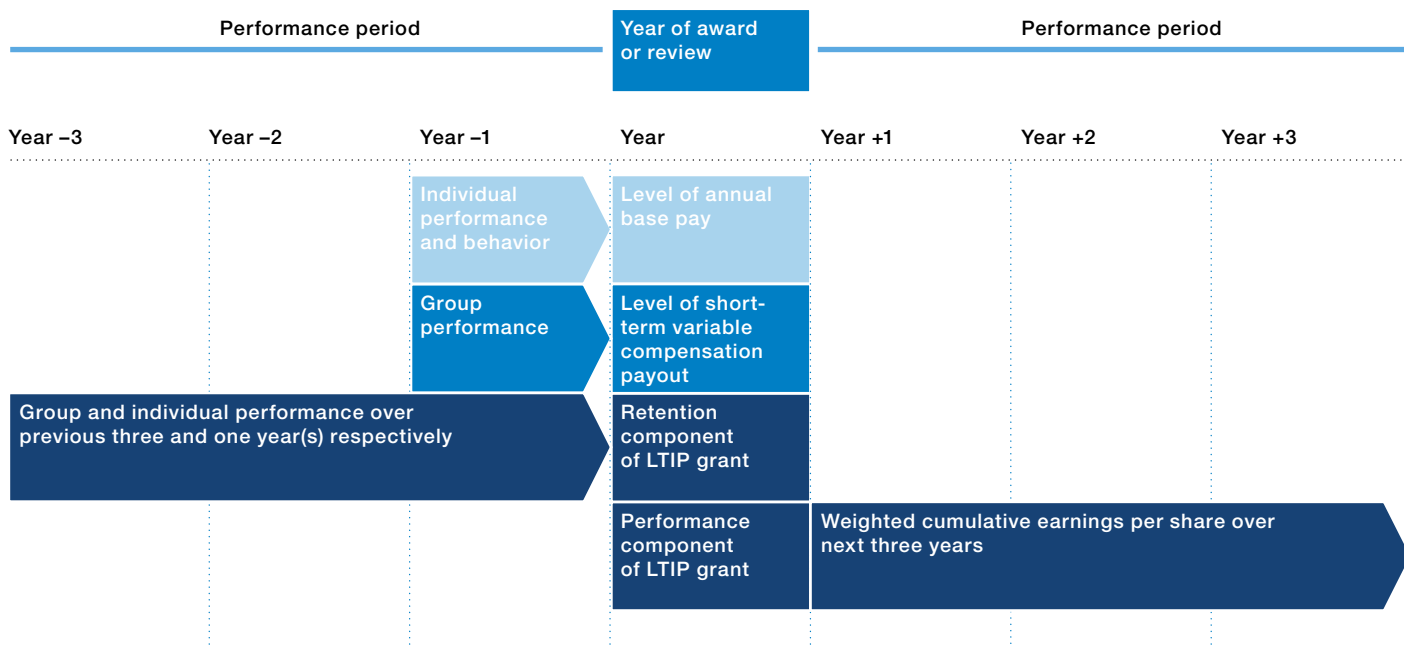 Performance period
Year of award
or review
Performance period
Year –3
Year –2
Year –1
Year
Year +1
Year +2
Year +3
Individual
performance
and behavior
Level of annual
base pay
Group
performance
Level of short-
term variable
compensation
payout
Group and individual performance over
previous three and one year(s) respectively
Retention
component
of LTIP grant
Performance
component
of LTIP grant
Weighted cumulative earnings per share over
next three years